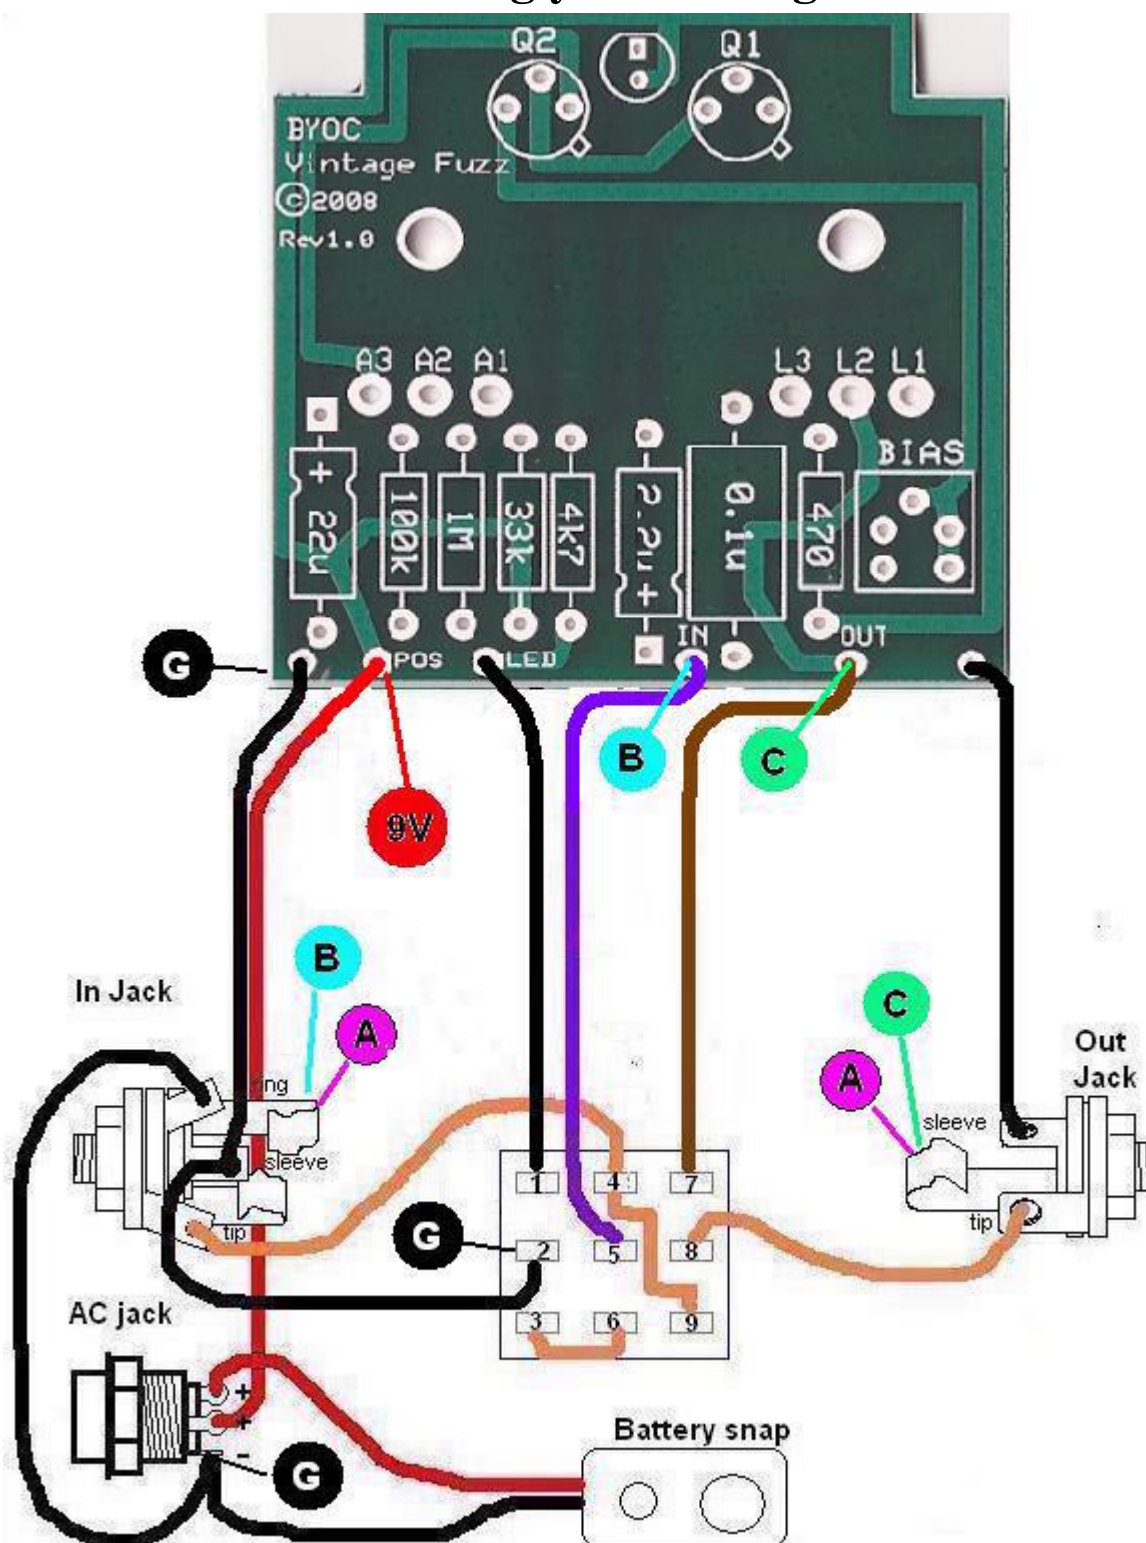 Q2
Q1
BYOC
Vintage Fuzz
©2008
Rev1.0
A3 A2 A1
L3 L2 L1
BIAS
+
22u
100k
1M
33k
4k7
2.2u +
0.1u
470
IN
OUT
G
POS
LED
B
C
9V
B
In Jack
A
C
Out
Jack
A
ring
sleeve
sleeve
tip
tip
1 4 7
G
2 5 8
3 6 9
AC jack
+
+
-
G
Battery snap